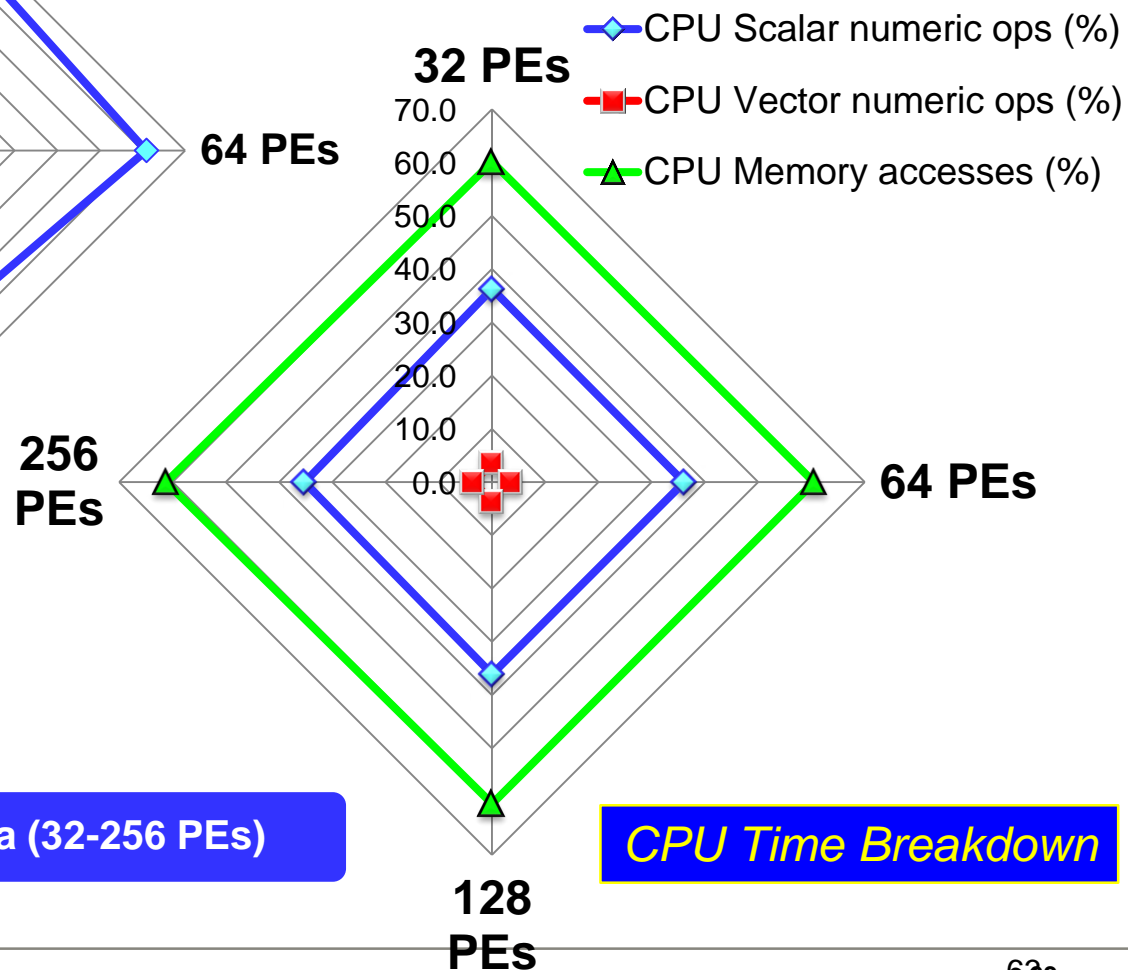 CPU Scalar numeric ops (%)
32 PEs
CPU Vector numeric ops (%)
70.0
64 PEs
60.0
CPU Memory accesses (%)
50.0
40.0
30.0
20.0
10.0
0.0
256
PEs
64 PEs
a (32-256 PEs)
CPU Time Breakdown
128
PEs